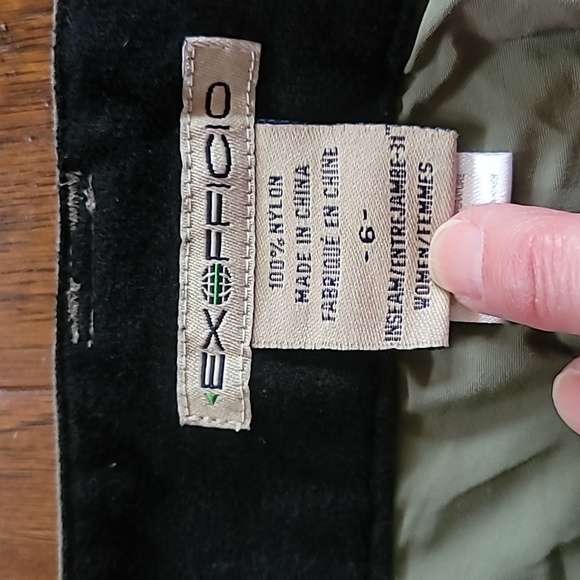 EXOFFICIO
100% NYLON
MADE IN CHINA
FABRIQUÉ EN CHINE
-6-
INSEAM/ENTREJAMBE-31"
WOMEN/FEMMES